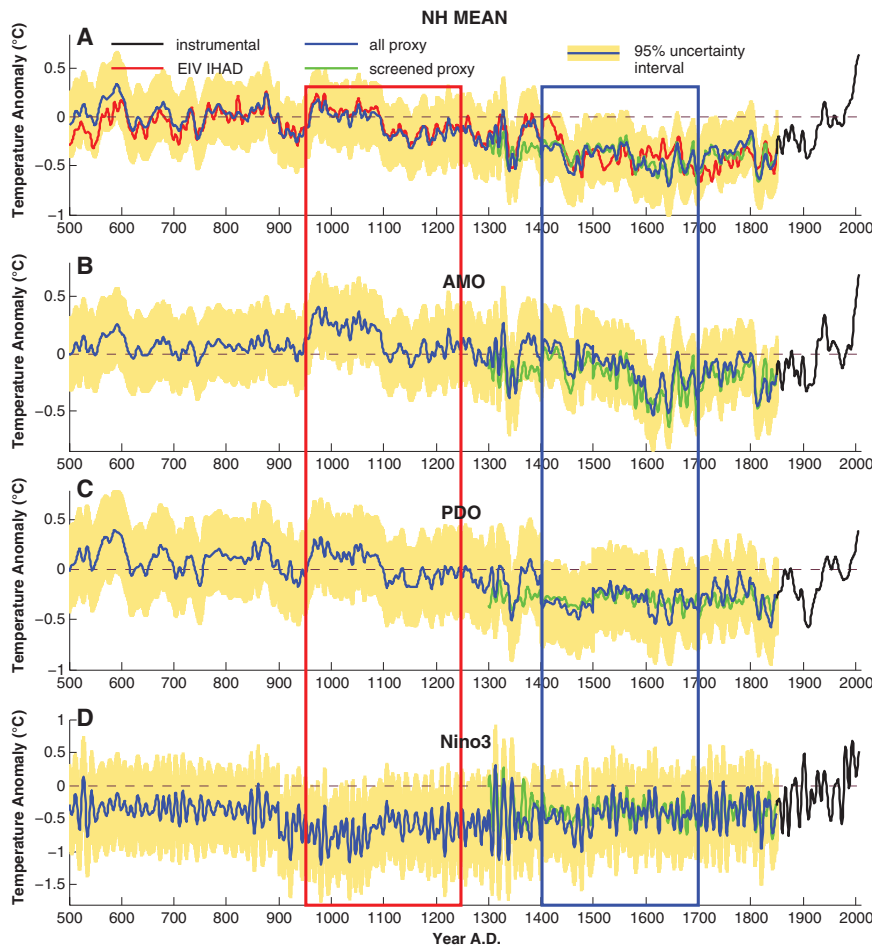 NH MEAN
A
instrumental
all proxy
95% uncertainty
interval
EIV IHAD
screened proxy
Temperature Anomaly (°C)
0.5
0
−0.5
−1
500 600 700 800 900 1000 1100 1200 1300 1400 1500 1600 1700 1800 1900 2000
B
AMO
Temperature Anomaly (°C)
0.5
0
−0.5
500 600 700 800 900 1000 1100 1200 1300 1400 1500 1600 1700 1800 1900 2000
C
PDO
Temperature Anomaly (°C)
0.5
0
−0.5
−1
500 600 700 800 900 1000 1100 1200 1300 1400 1500 1600 1700 1800 1900 2000
D
Nino3
Temperature Anomaly (°C)
1
0.5
0
−0.5
−1
−1.5
500 600 700 800 900 1000 1100 1200 1300 1400 1500 1600 1700 1800 1900 2000
Year A.D.